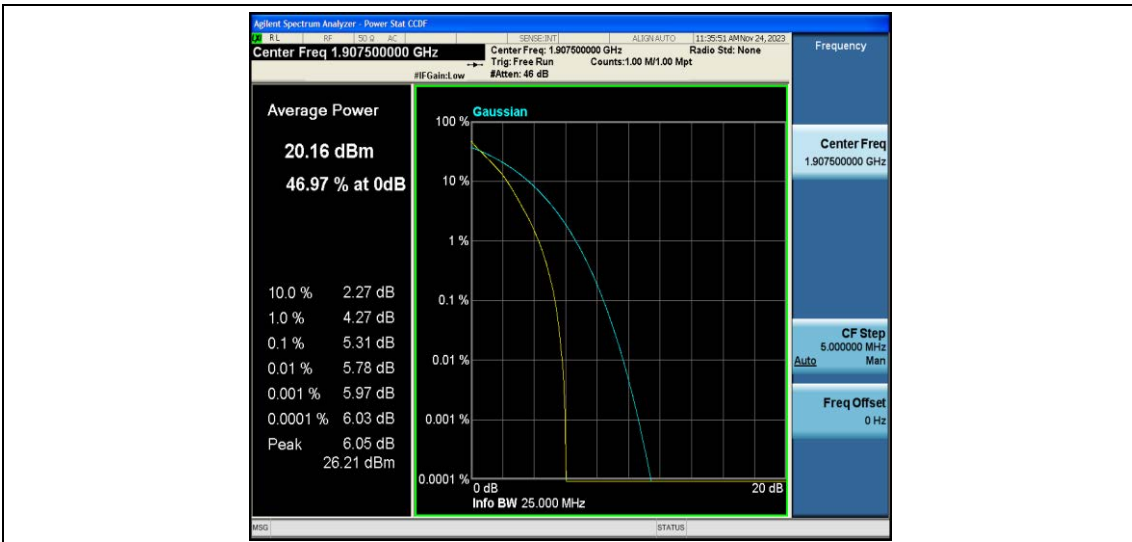 Agilent Spectrum Analyzer - Power Stat CCDF
RL RF 50 Ω AC SENSE:INT ALIGNAUTO 11:35:51 AM Nov 24, 2023
Center Freq 1.907500000 GHz
Center Freq: 1.907500000 GHz Radio Std: None
Trig: Free Run Counts:1.00 M/1.00 Mpt
#IFGain:Low #Atten: 46 dB
Frequency
Average Power
20.16 dBm
46.97 % at 0dB
10.0 % 2.27 dB
1.0 % 4.27 dB
0.1 % 5.31 dB
0.01 % 5.78 dB
0.001 % 5.97 dB
0.0001 % 6.03 dB
Peak 6.05 dB
26.21 dBm
Gaussian
100 %
10 %
1 %
0.1 %
0.01 %
0.001 %
0.0001 %
0 dB 20 dB
Info BW 25.000 MHz
Center Freq
1.907500000 GHz
CF Step
5.000000 MHz
Auto Man
Freq Offset
0 Hz
MSG STATUS